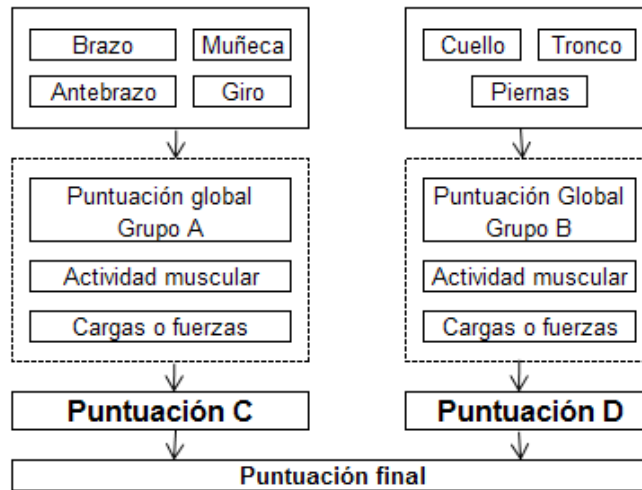 Brazo
Muñeca
Antebrazo
Giro
Cuello
Tronco
Piernas
Puntuación global
Grupo A
Actividad muscular
Cargas o fuerzas
Puntuación Global
Grupo B
Actividad muscular
Cargas o fuerzas
Puntuación C
Puntuación D
Puntuación final